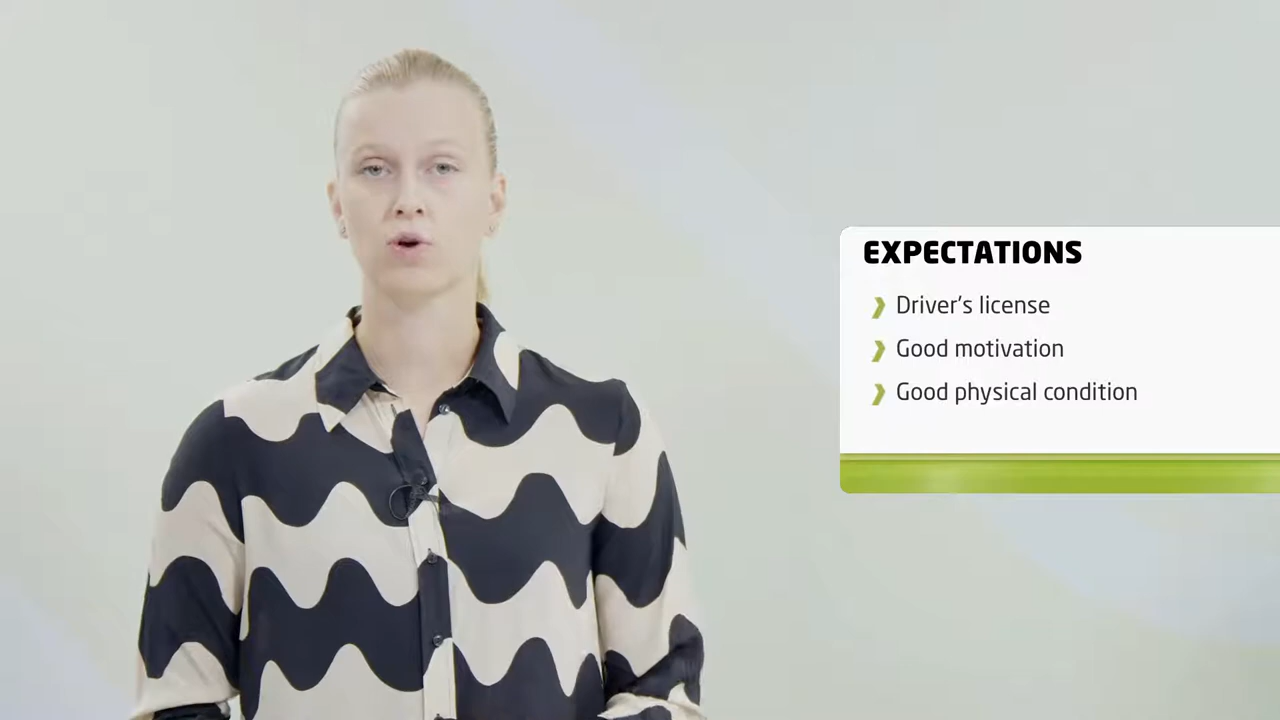 EXPECTATIONS
Driver's license
Good motivation
Good physical condition